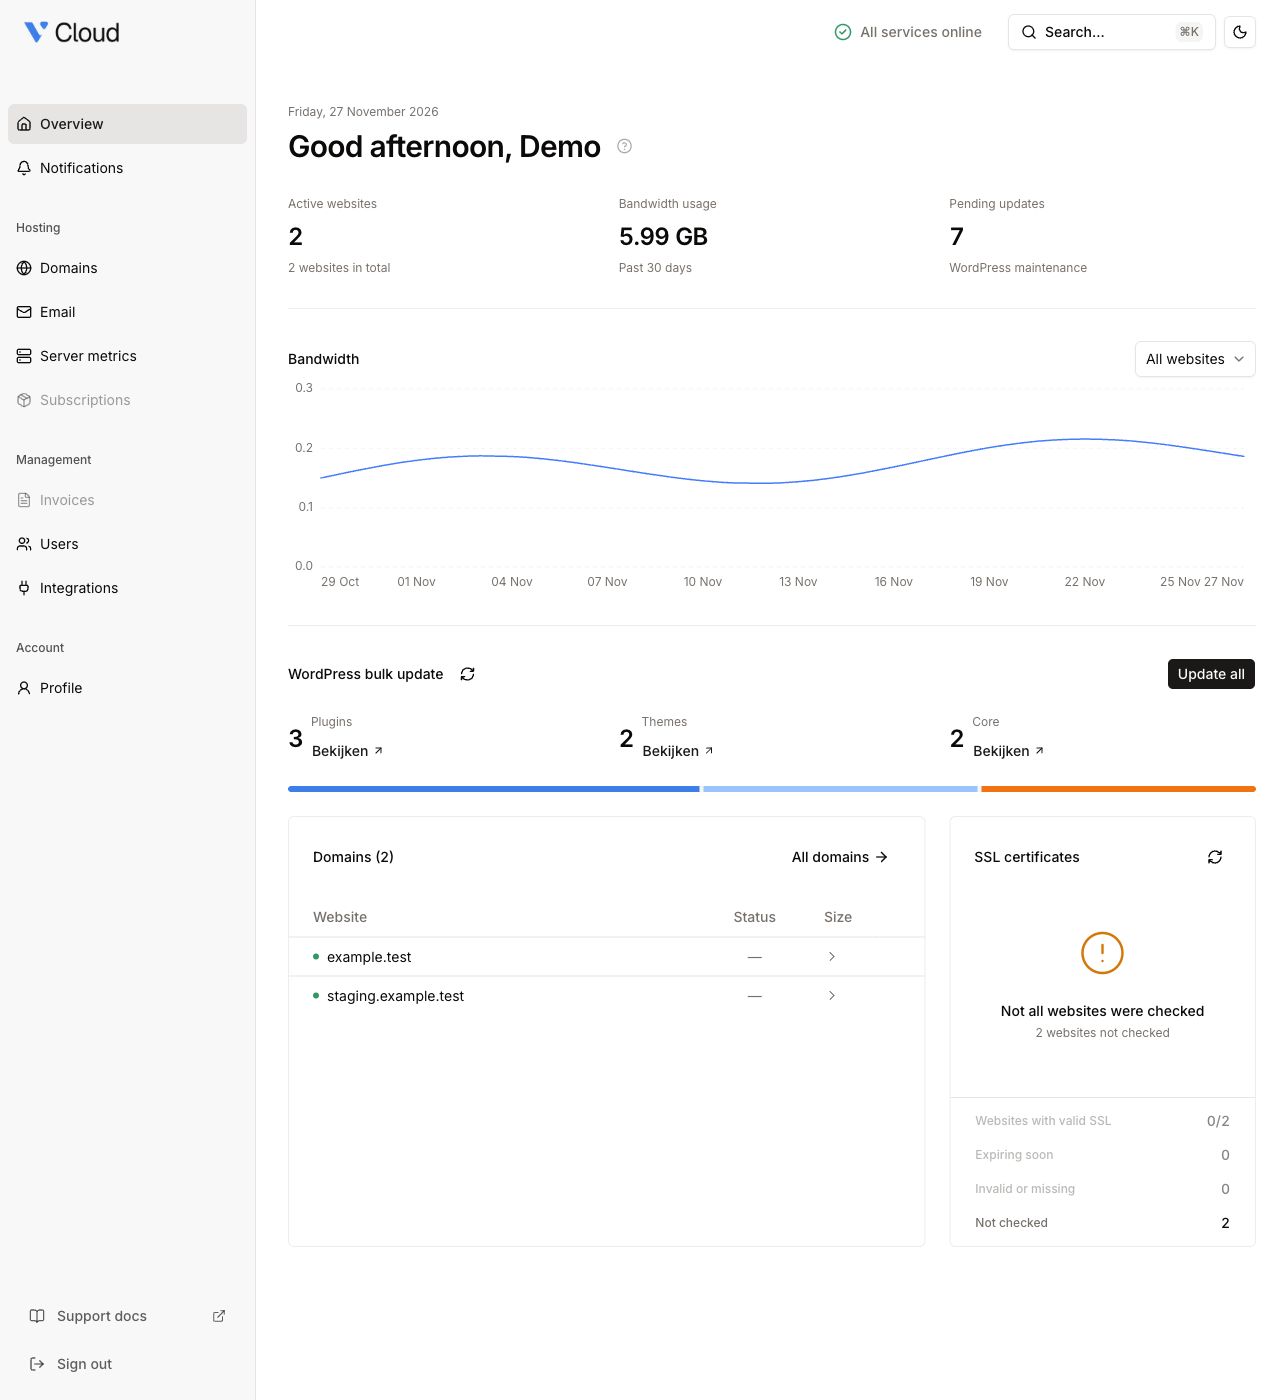 Cloud
All services online
Search...
⌘K
Overview
Notifications
Hosting
Domains
Email
Server metrics
Subscriptions
Management
Invoices
Users
Integrations
Account
Profile
Support docs
Sign out
Friday, 27 November 2026
Good afternoon, Demo
Active websites
2
2 websites in total
Bandwidth usage
5.99 GB
Past 30 days
Pending updates
7
WordPress maintenance
Bandwidth
All websites
0.3
0.2
0.1
0.0
29 Oct 01 Nov 04 Nov 07 Nov 10 Nov 13 Nov 16 Nov 19 Nov 22 Nov 25 Nov 27 Nov
WordPress bulk update
Update all
3
Plugins
Bekijken
2
Themes
Bekijken
2
Core
Bekijken
Domains (2)
All domains
Website Status Size
example.test —
staging.example.test —
SSL certificates
Not all websites were checked
2 websites not checked
Websites with valid SSL 0/2
Expiring soon 0
Invalid or missing 0
Not checked 2